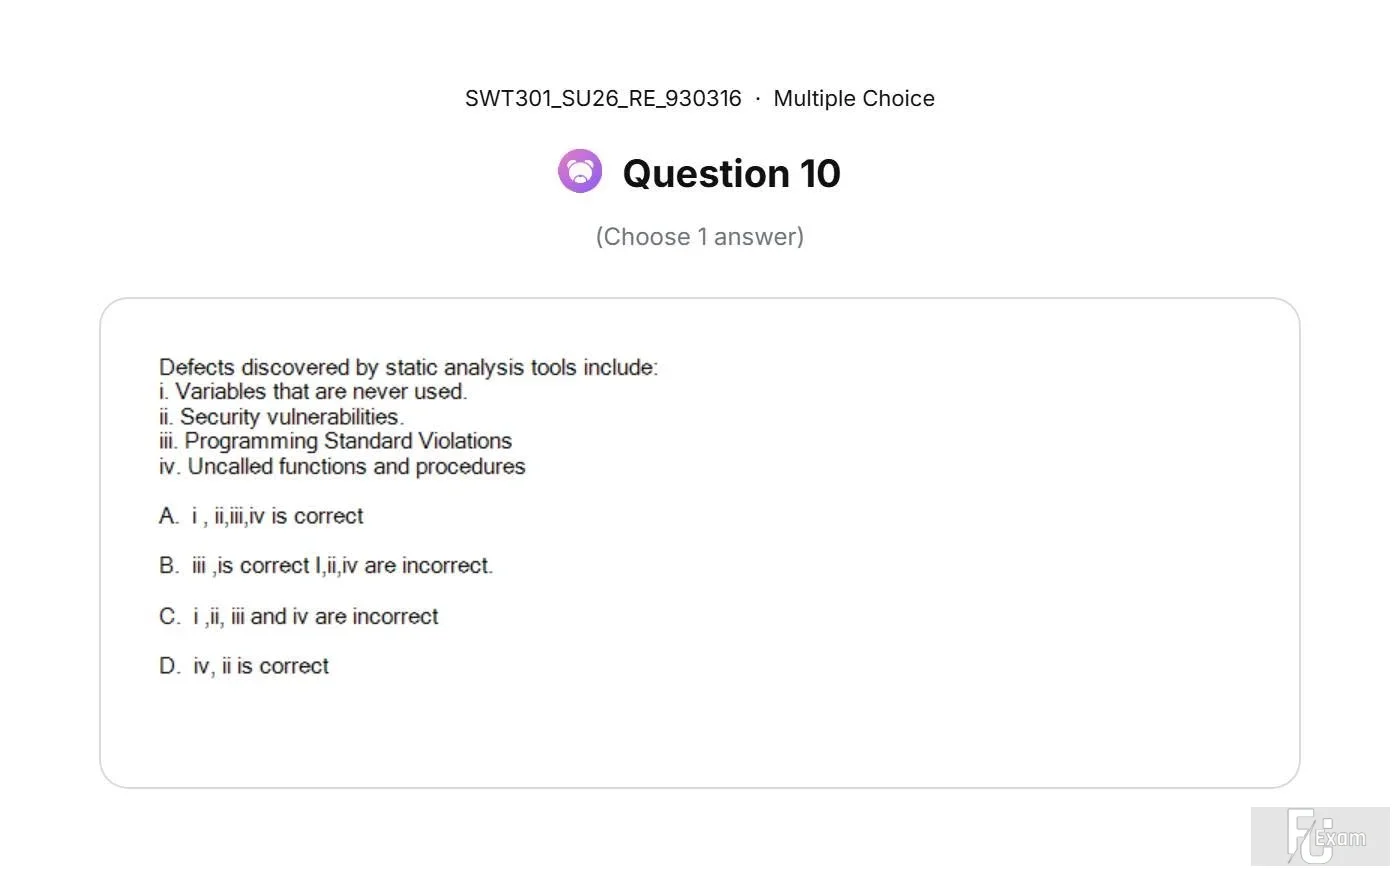 SWT301_SU26_RE_930316 · Multiple Choice
Question 10
(Choose 1 answer)
Defects discovered by static analysis tools include:
i. Variables that are never used.
ii. Security vulnerabilities.
iii. Programming Standard Violations
iv. Uncalled functions and procedures
A. i , ii,iii,iv is correct
B. iii ,is correct I,ii,iv are incorrect.
C. i ,ii, iii and iv are incorrect
D. iv, ii is correct
Exam